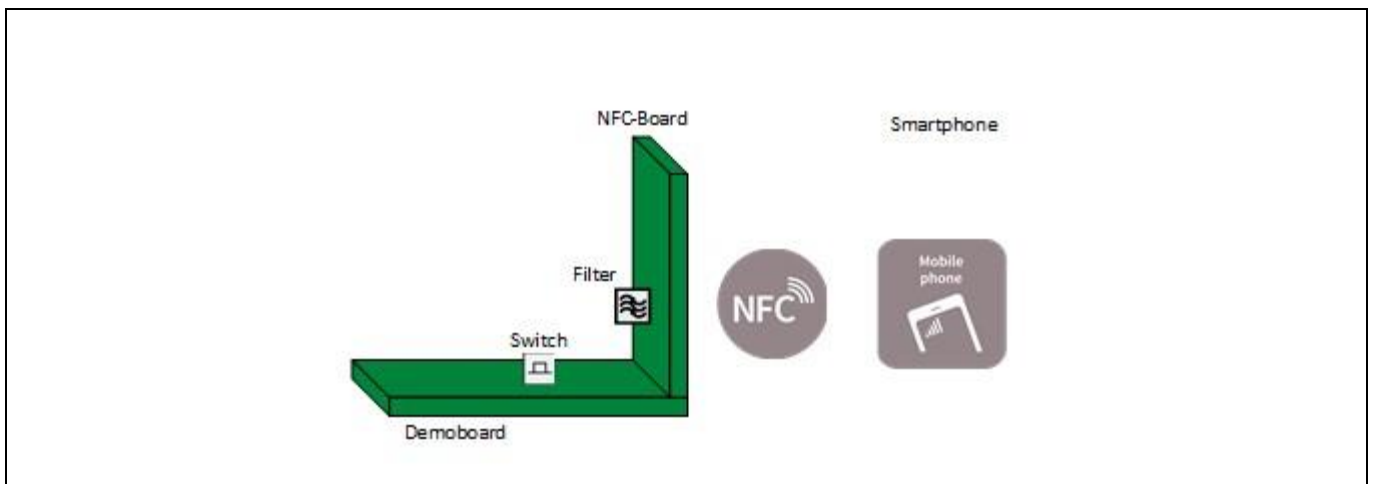 NFC-Board
Smartphone
Filter
Mobile
phone
NFC
Switch
Demoboard